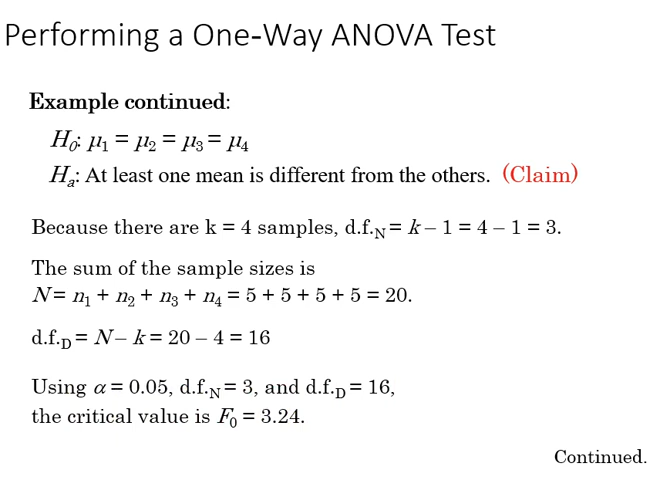 Performing a One-Way ANOVA Test
Example continued:
H₀: μ₁ = μ₂ = μ₃ = μ₄
Hₐ: At least one mean is different from the others. (Claim)
Because there are k = 4 samples, d.f.N = k – 1 = 4 – 1 = 3.
The sum of the sample sizes is
N = n₁ + n₂ + n₃ + n₄ = 5 + 5 + 5 + 5 = 20.
d.f.D = N – k = 20 – 4 = 16
Using α = 0.05, d.f.N = 3, and d.f.D = 16,
the critical value is F₀ = 3.24.
Continued.